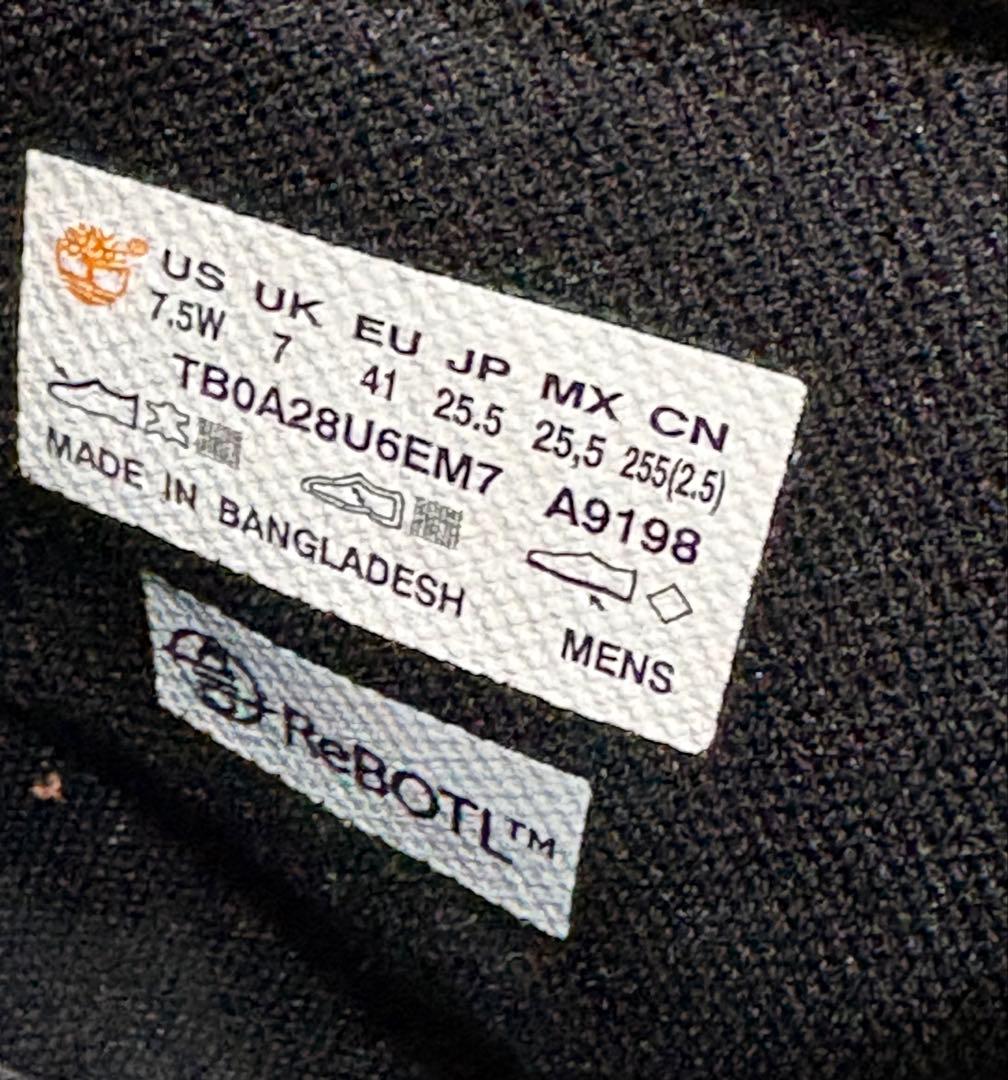 US UK EU JP MX CN
7.5W 7 41 25.5 25,5 255(2.5)
TB0A28U6EM7 A9198
MADE IN BANGLADESH MENS
ReBOTL™